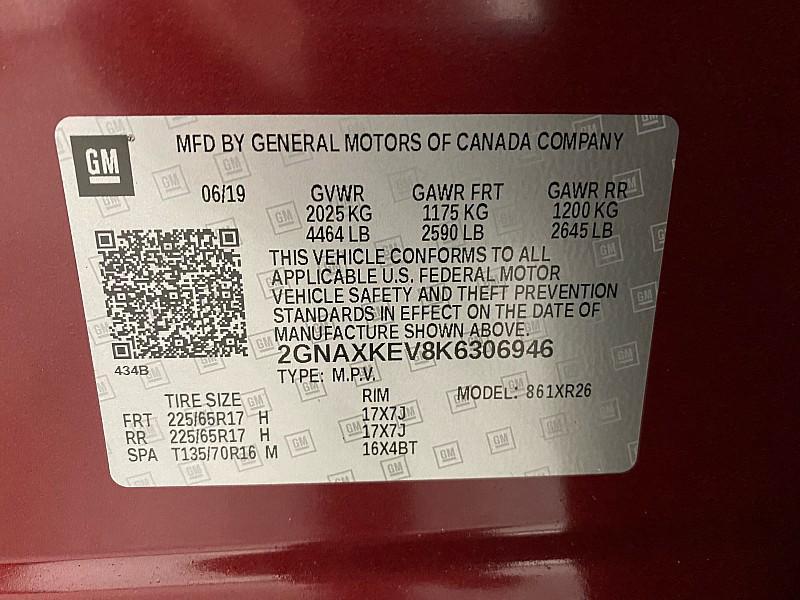 GM
MFD BY GENERAL MOTORS OF CANADA COMPANY
06/19 GVWR GAWR FRT GAWR RR
2025 KG 1175 KG 1200 KG
4464 LB 2590 LB 2645 LB
THIS VEHICLE CONFORMS TO ALL
APPLICABLE U.S. FEDERAL MOTOR
VEHICLE SAFETY AND THEFT PREVENTION
STANDARDS IN EFFECT ON THE DATE OF
MANUFACTURE SHOWN ABOVE.
2GNAXKEV8K6306946
434B
TYPE: M.P.V.
TIRE SIZE RIM MODEL: 861XR26
FRT 225/65R17 H 17X7J
RR 225/65R17 H 17X7J
SPA T135/70R16 M 16X4BT